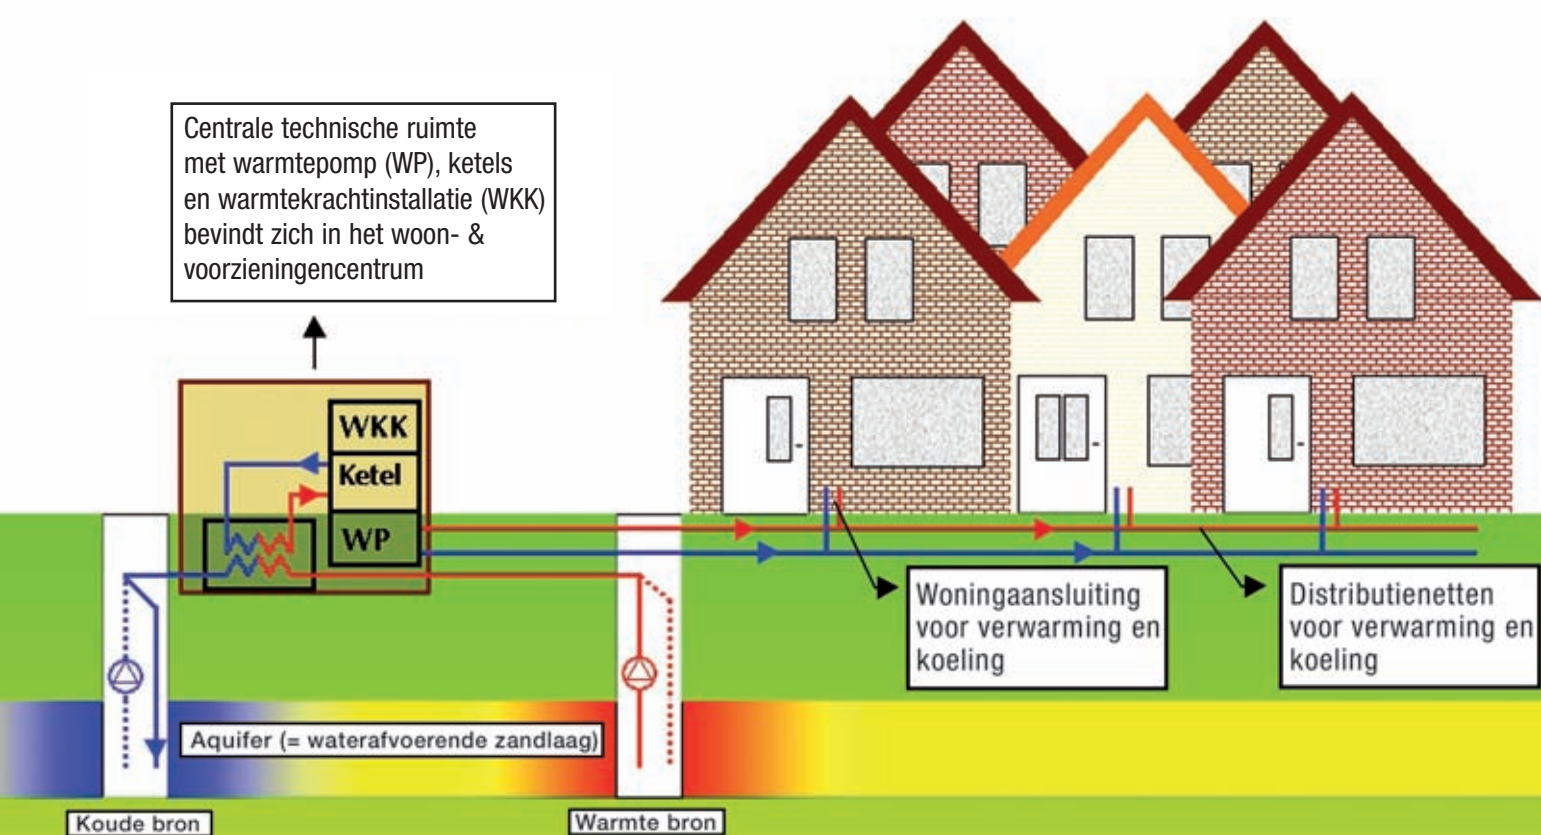 Centrale technische ruimte
met warmtepomp (WP), ketels
en warmtekrachtinstallatie (WKK)
bevindt zich in het woon- &
voorzieningencentrum
WKK
Ketel
WP
Woningaansluiting
voor verwarming en
koeling
Distributienetten
voor verwarming en
koeling
Aquifer (= waterafvoerende zandlaag)
Koude bron
Warmte bron